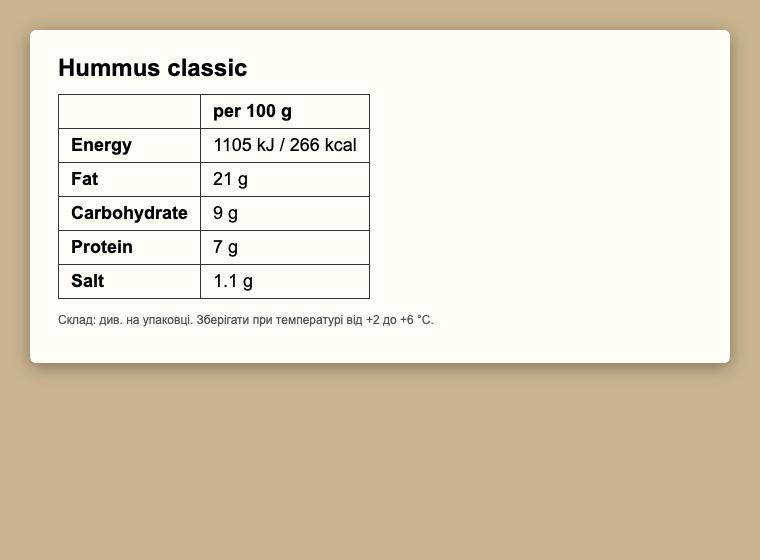 Hummus classic
per 100 g
Energy 1105 kJ / 266 kcal
Fat 21 g
Carbohydrate 9 g
Protein 7 g
Salt 1.1 g
Склад: див. на упаковці. Зберігати при температурі від +2 до +6 °C.